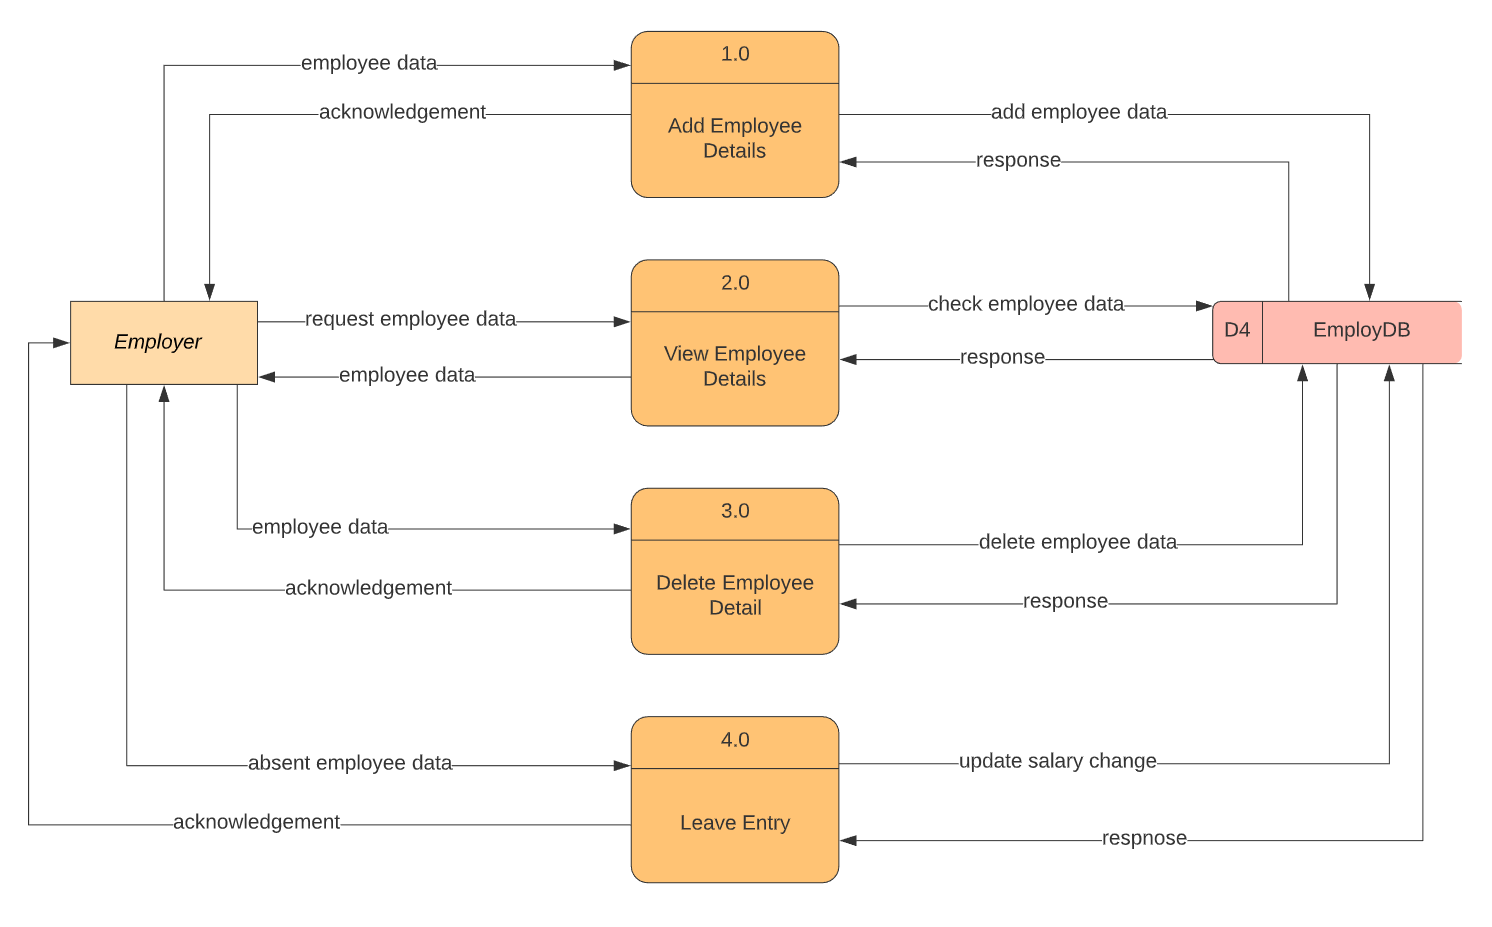 1.0
employee data
acknowledgement
Add Employee
Details
add employee data
response
2.0
Employer
request employee data
employee data
View Employee
Details
check employee data
response
D4
EmployDB
3.0
employee data
acknowledgement
Delete Employee
Detail
delete employee data
response
4.0
absent employee data
acknowledgement
Leave Entry
update salary change
respnose